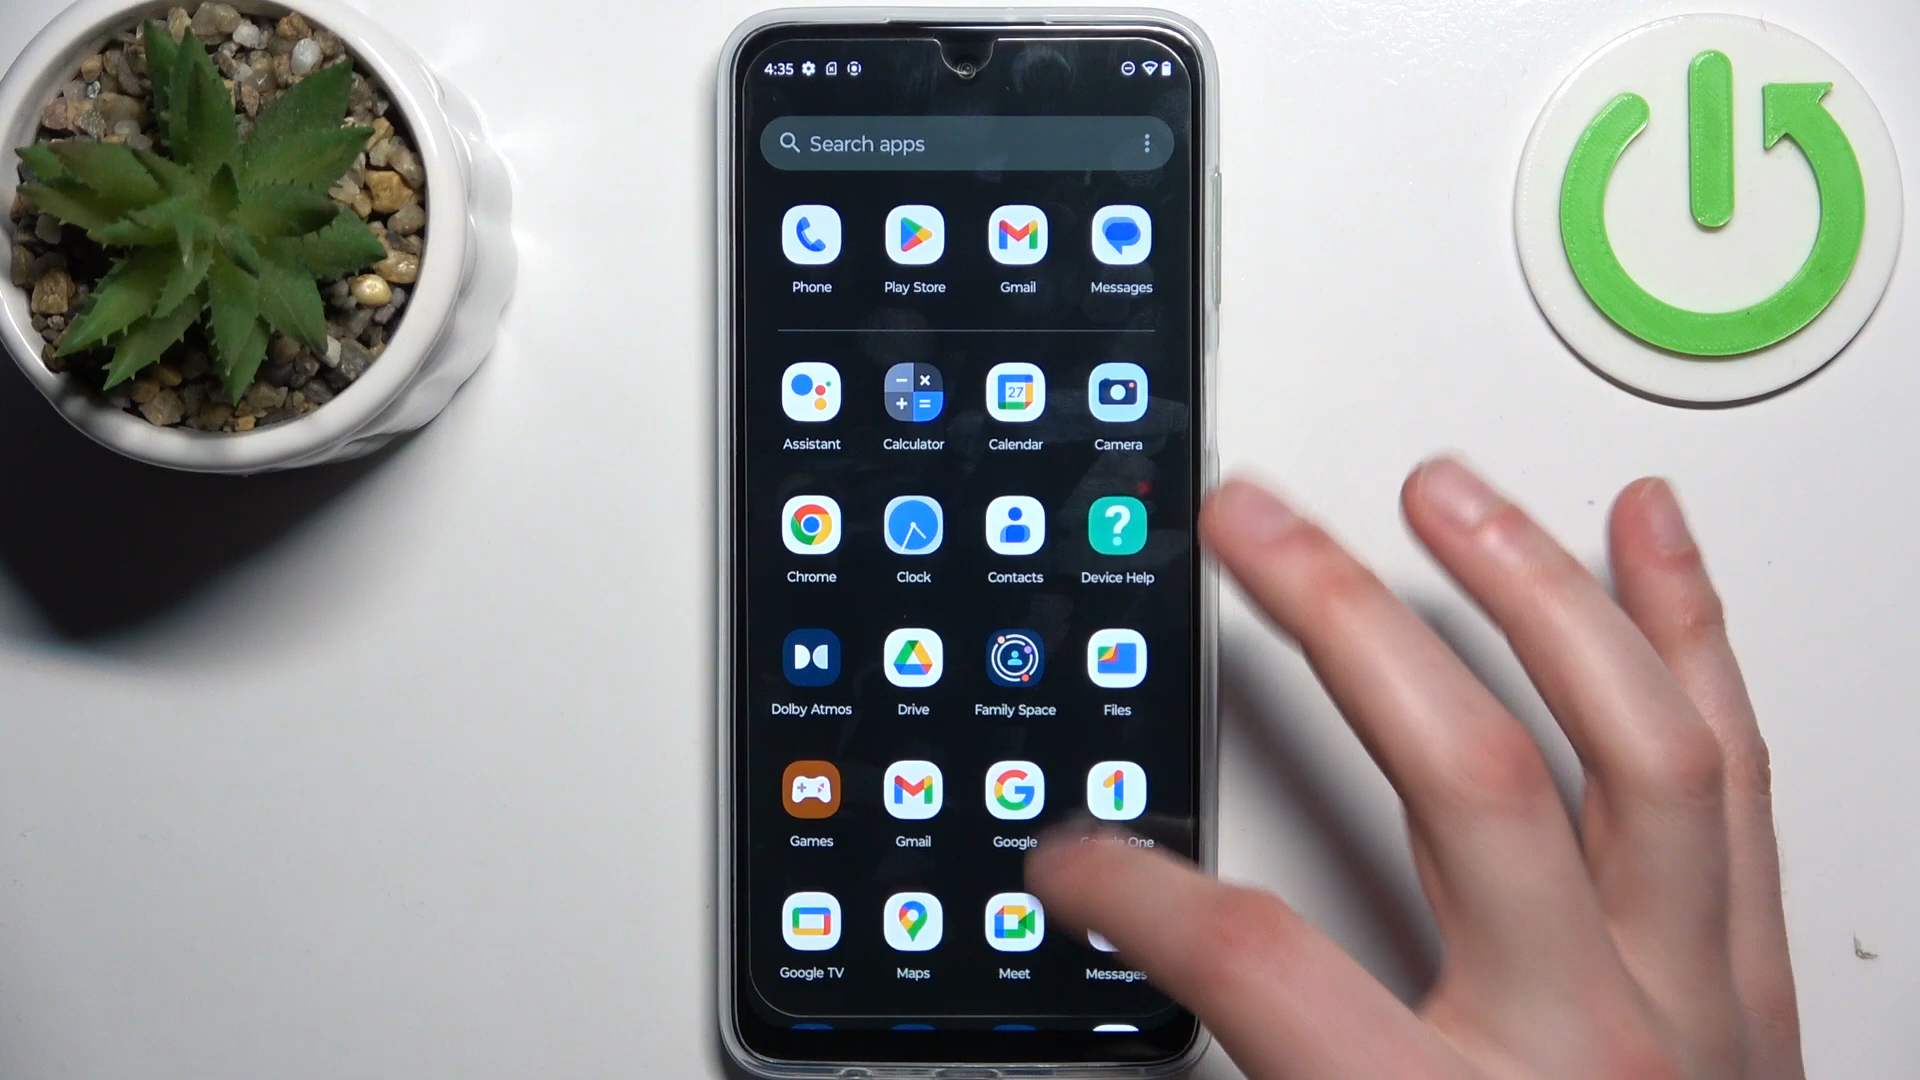 4:35
Search apps
Phone Play Store Gmail Messages
27
Assistant Calculator Calendar Camera
Chrome Clock Contacts Device Help
Dolby Atmos Drive Family Space Files
Games Gmail Google Google One
Google TV Maps Meet Messages